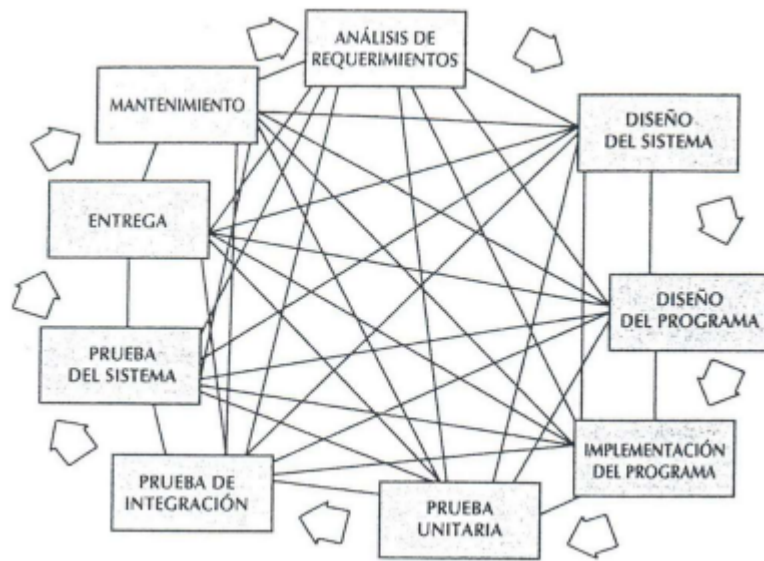 ANÁLISIS DE
REQUERIMIENTOS
DISEÑO
DEL SISTEMA
DISEÑO
DEL PROGRAMA
IMPLEMENTACIÓN
DEL PROGRAMA
PRUEBA
UNITARIA
PRUEBA DE
INTEGRACIÓN
PRUEBA
DEL SISTEMA
ENTREGA
MANTENIMIENTO